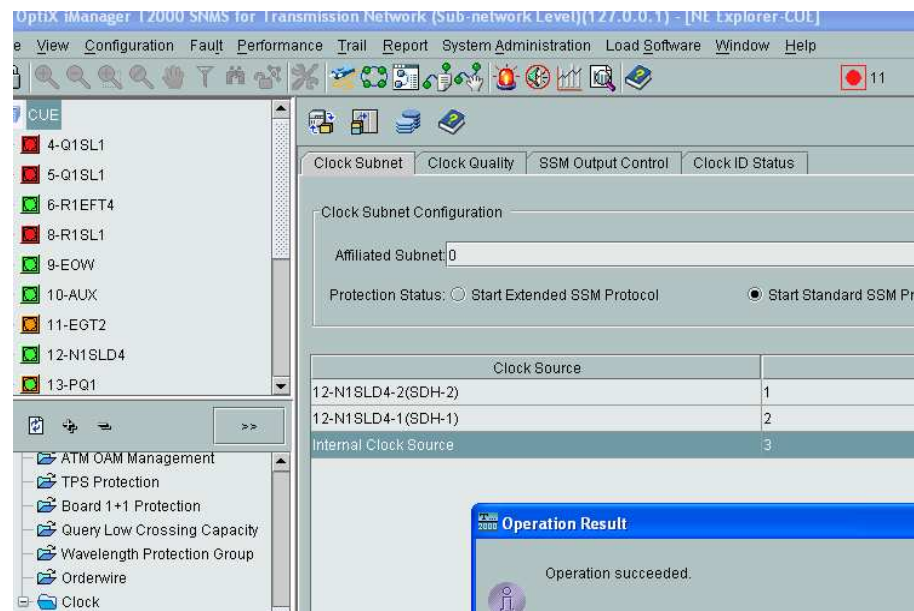 OptiX iManager T2000 SNMS for Transmission Network (Sub-network Level)(127.0.0.1) - [NE Explorer-CUE]
e View Configuration Fault Performance Trail Report System Administration Load Software Window Help
11
CUE
4-Q1SL1
5-Q1SL1
6-R1EFT4
8-R1SL1
9-EOW
10-AUX
11-EGT2
12-N1SLD4
13-PQ1
>>
ATM OAM Management
TPS Protection
Board 1+1 Protection
Query Low Crossing Capacity
Wavelength Protection Group
Orderwire
Clock
Clock Subnet Clock Quality SSM Output Control Clock ID Status
Clock Subnet Configuration
Affiliated Subnet: 0
Protection Status: Start Extended SSM Protocol Start Standard SSM Pr
Clock Source
12-N1SLD4-2(SDH-2) 1
12-N1SLD4-1(SDH-1) 2
Internal Clock Source 3
T... 2000 Operation Result
Operation succeeded.